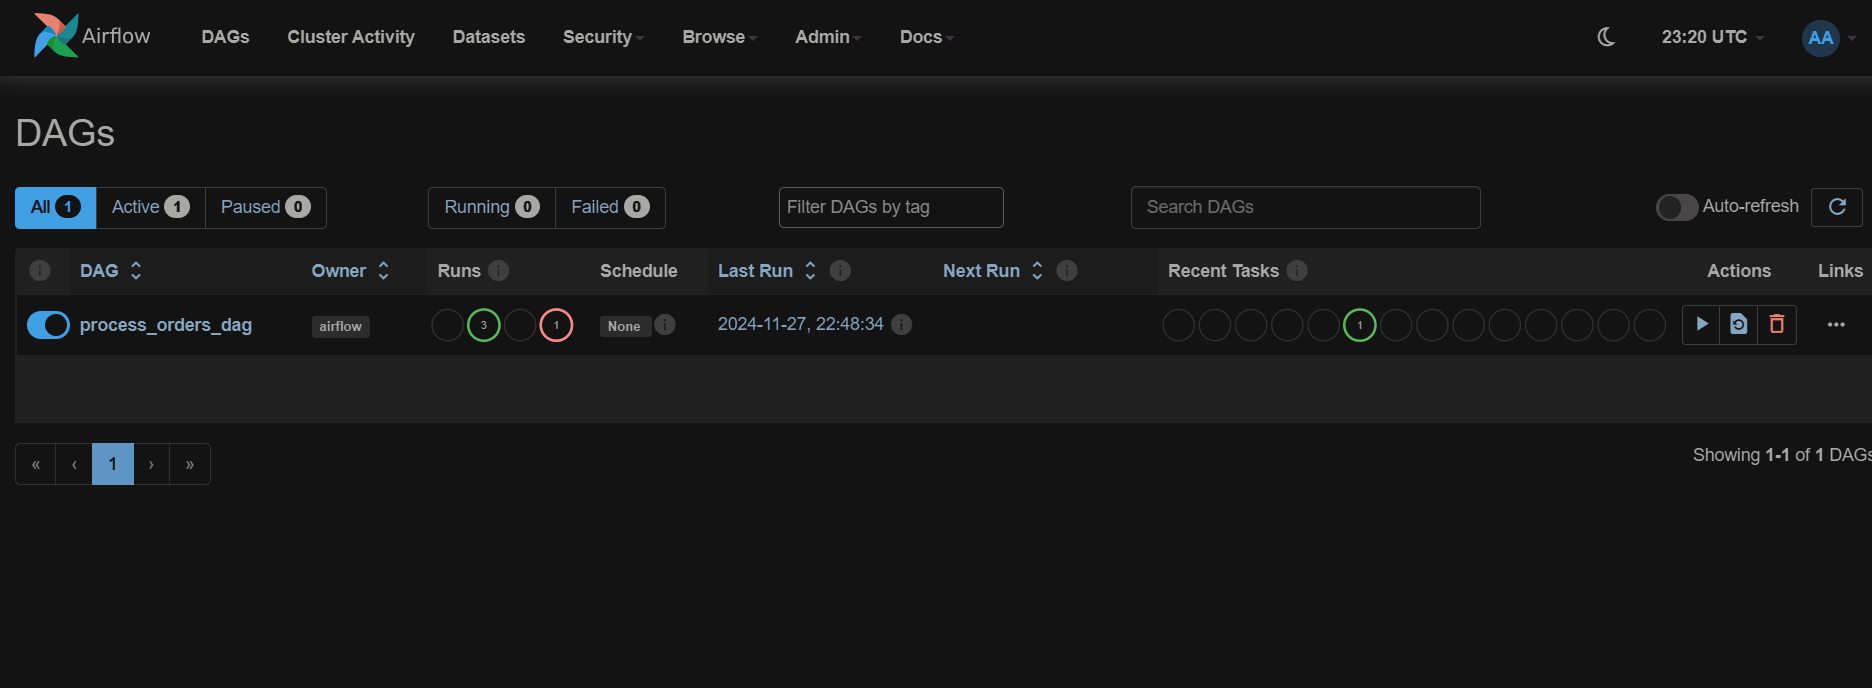 Airflow DAGs Cluster Activity Datasets Security Browse Admin Docs 23:20 UTC AA
DAGs
All 1 Active 1 Paused 0 Running 0 Failed 0 Filter DAGs by tag Search DAGs Auto-refresh
i DAG Owner Runs i Schedule Last Run i Next Run i Recent Tasks i Actions Links
process_orders_dag airflow 3 1 None i 2024-11-27, 22:48:34 i 1
« ‹ 1 › » Showing 1-1 of 1 DAGs